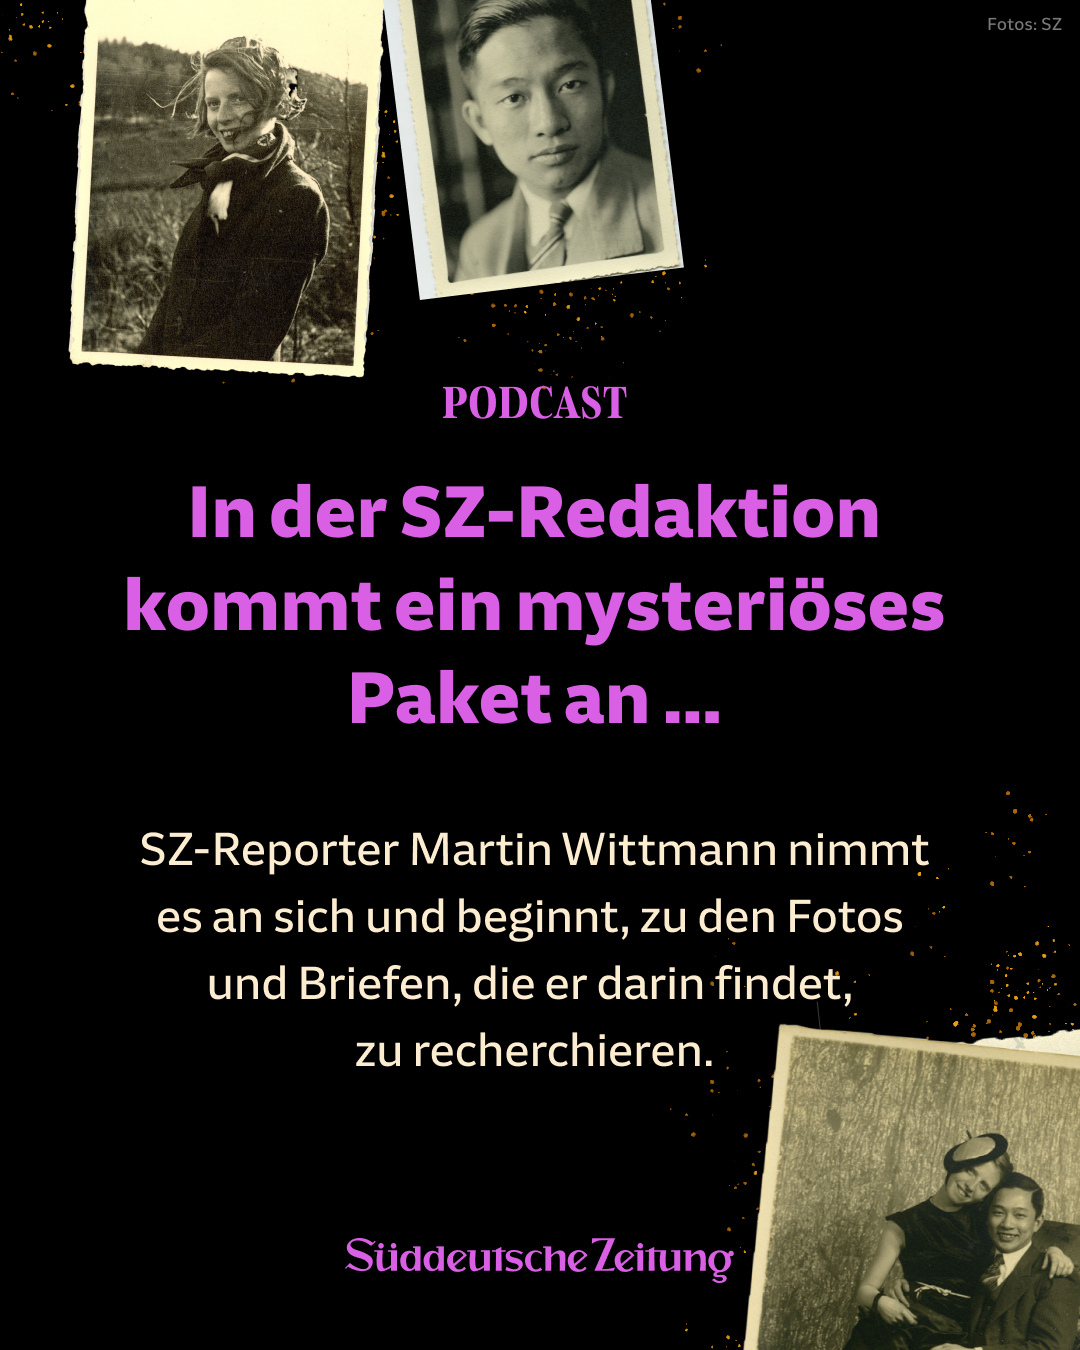 Fotos: SZ
PODCAST
In der SZ-Redaktion
kommt ein mysteriöses
Paket an ...
SZ-Reporter Martin Wittmann nimmt
es an sich und beginnt, zu den Fotos
und Briefen, die er darin findet,
zu recherchieren.
Süddeutsche Zeitung